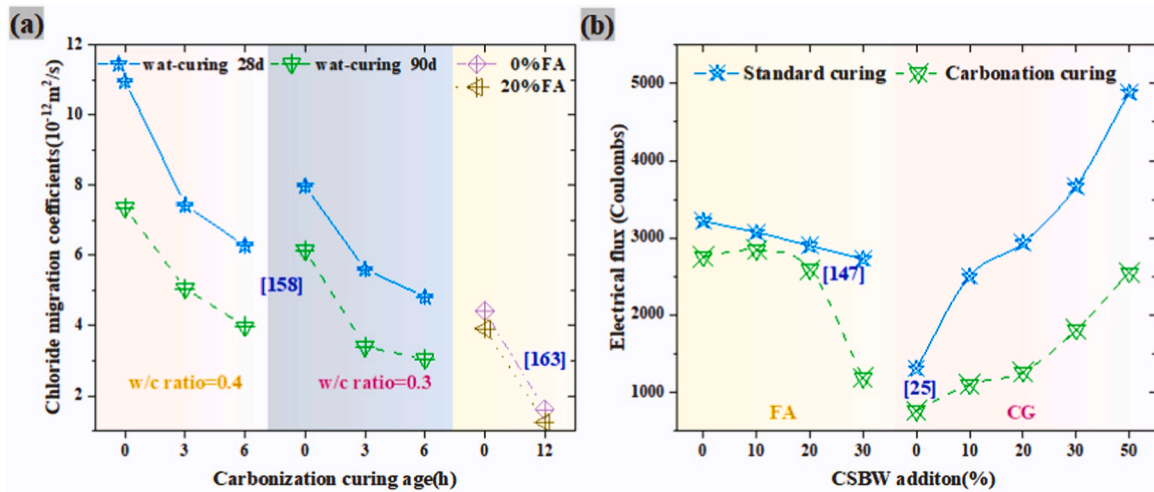 (a)
12
10
8
6
4
2
Chloride migration coefficients(10⁻¹²m²/s)
wat-curing 28d
wat-curing 90d
0%FA
20%FA
[158]
[163]
w/c ratio=0.4
w/c ratio=0.3
0 3 6 0 3 6 0 12
Carbonization curing age(h)
(b)
5000
4000
3000
2000
1000
Electrical flux (Coulombs)
Standard curing
Carbonation curing
[147]
[25]
FA
CG
0 10 20 30 0 10 20 30 50
CSBW additon(%)